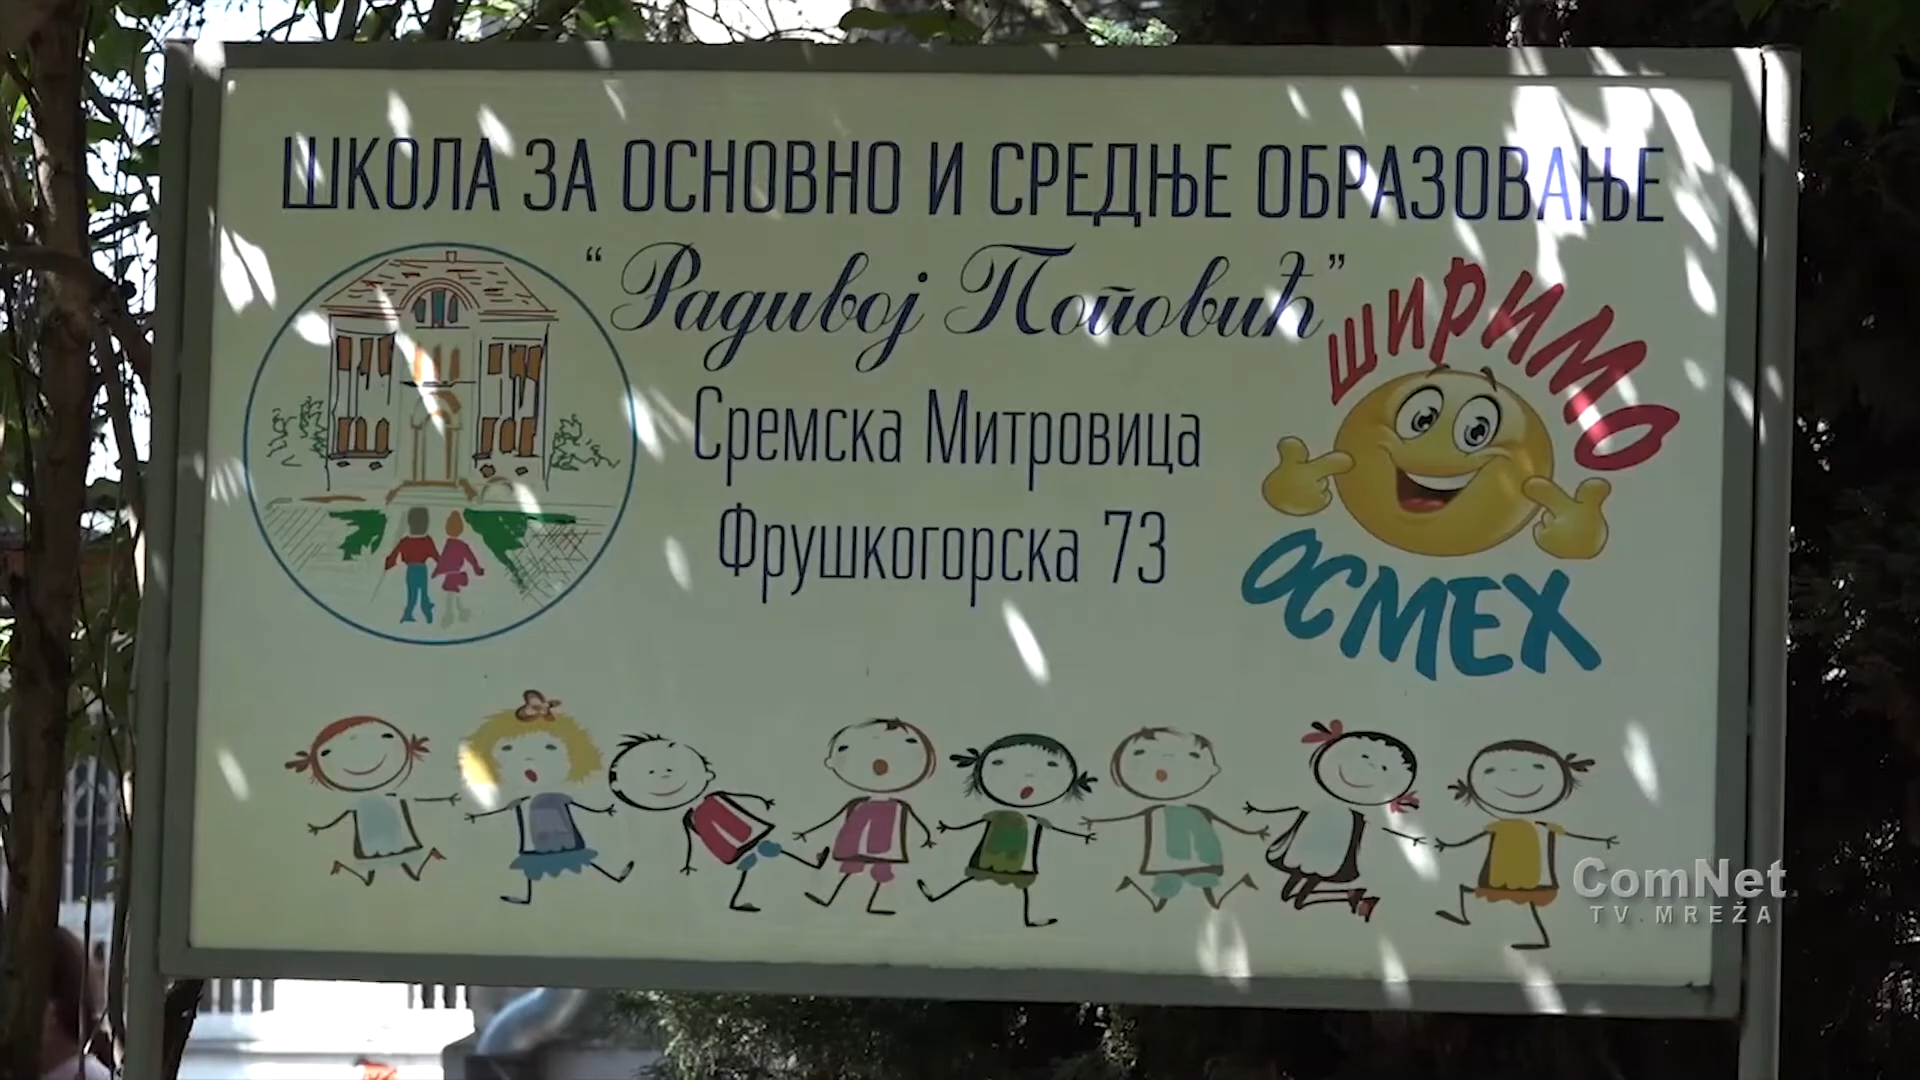 ШКОЛА ЗА ОСНОВНО И СРЕДЊЕ ОБРАЗОВАЊЕ
“Радивој Поповић”
Сремска Митровица
Фрушкогорска 73
ШИРИМО
ОСМЕХ
ComNet
TV MREŽA